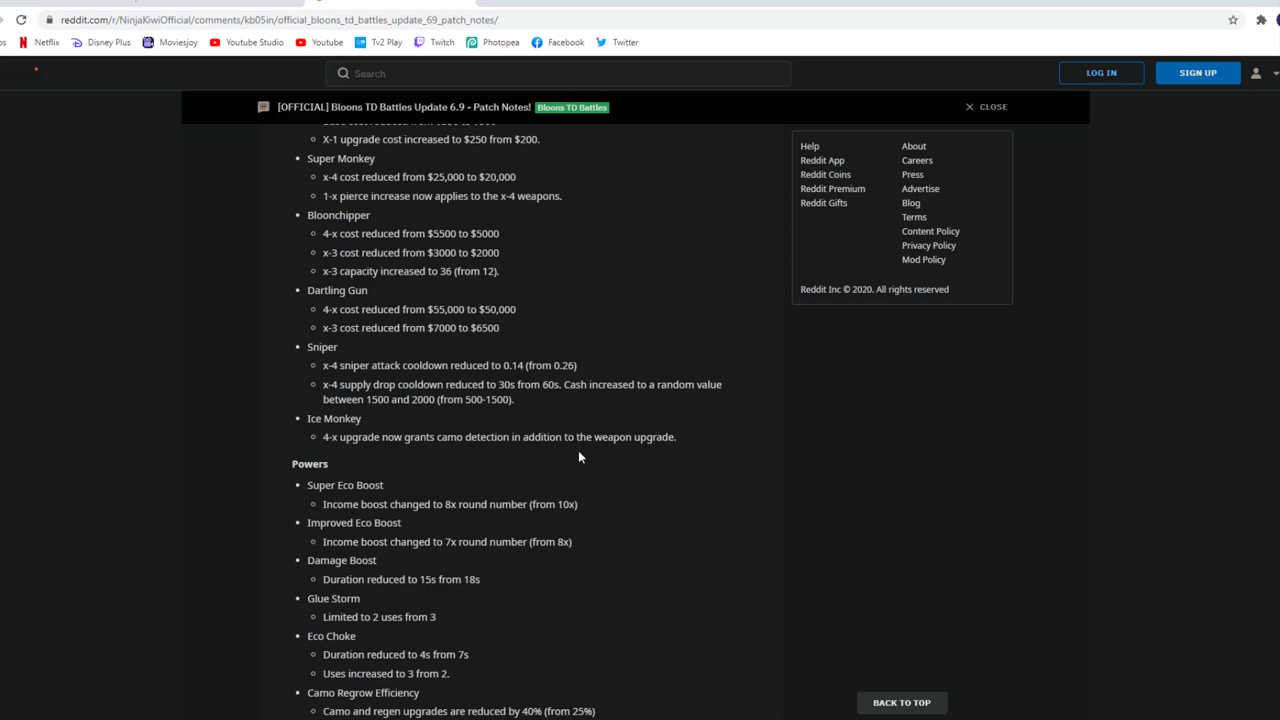 reddit.com/r/NinjaKiwiOfficial/comments/kb05in/official_bloons_td_battles_update_69_patch_notes/
Netflix Disney Plus Moviesjoy Youtube Studio Youtube Tv2 Play Twitch Photopea Facebook Twitter
Search
LOG IN
SIGN UP
[OFFICIAL] Bloons TD Battles Update 6.9 - Patch Notes! Bloons TD Battles
CLOSE
X-1 upgrade cost increased to $250 from $200.
Super Monkey
x-4 cost reduced from $25,000 to $20,000
1-x pierce increase now applies to the x-4 weapons.
Bloonchipper
4-x cost reduced from $5500 to $5000
x-3 cost reduced from $3000 to $2000
x-3 capacity increased to 36 (from 12).
Dartling Gun
4-x cost reduced from $55,000 to $50,000
x-3 cost reduced from $7000 to $6500
Sniper
x-4 sniper attack cooldown reduced to 0.14 (from 0.26)
x-4 supply drop cooldown reduced to 30s from 60s. Cash increased to a random value
between 1500 and 2000 (from 500-1500).
Ice Monkey
4-x upgrade now grants camo detection in addition to the weapon upgrade.
Powers
Super Eco Boost
Income boost changed to 8x round number (from 10x)
Improved Eco Boost
Income boost changed to 7x round number (from 8x)
Damage Boost
Duration reduced to 15s from 18s
Glue Storm
Limited to 2 uses from 3
Eco Choke
Duration reduced to 4s from 7s
Uses increased to 3 from 2.
Camo Regrow Efficiency
Camo and regen upgrades are reduced by 40% (from 25%)
Help About
Reddit App Careers
Reddit Coins Press
Reddit Premium Advertise
Reddit Gifts Blog
Terms
Content Policy
Privacy Policy
Mod Policy
Reddit Inc © 2020. All rights reserved
BACK TO TOP